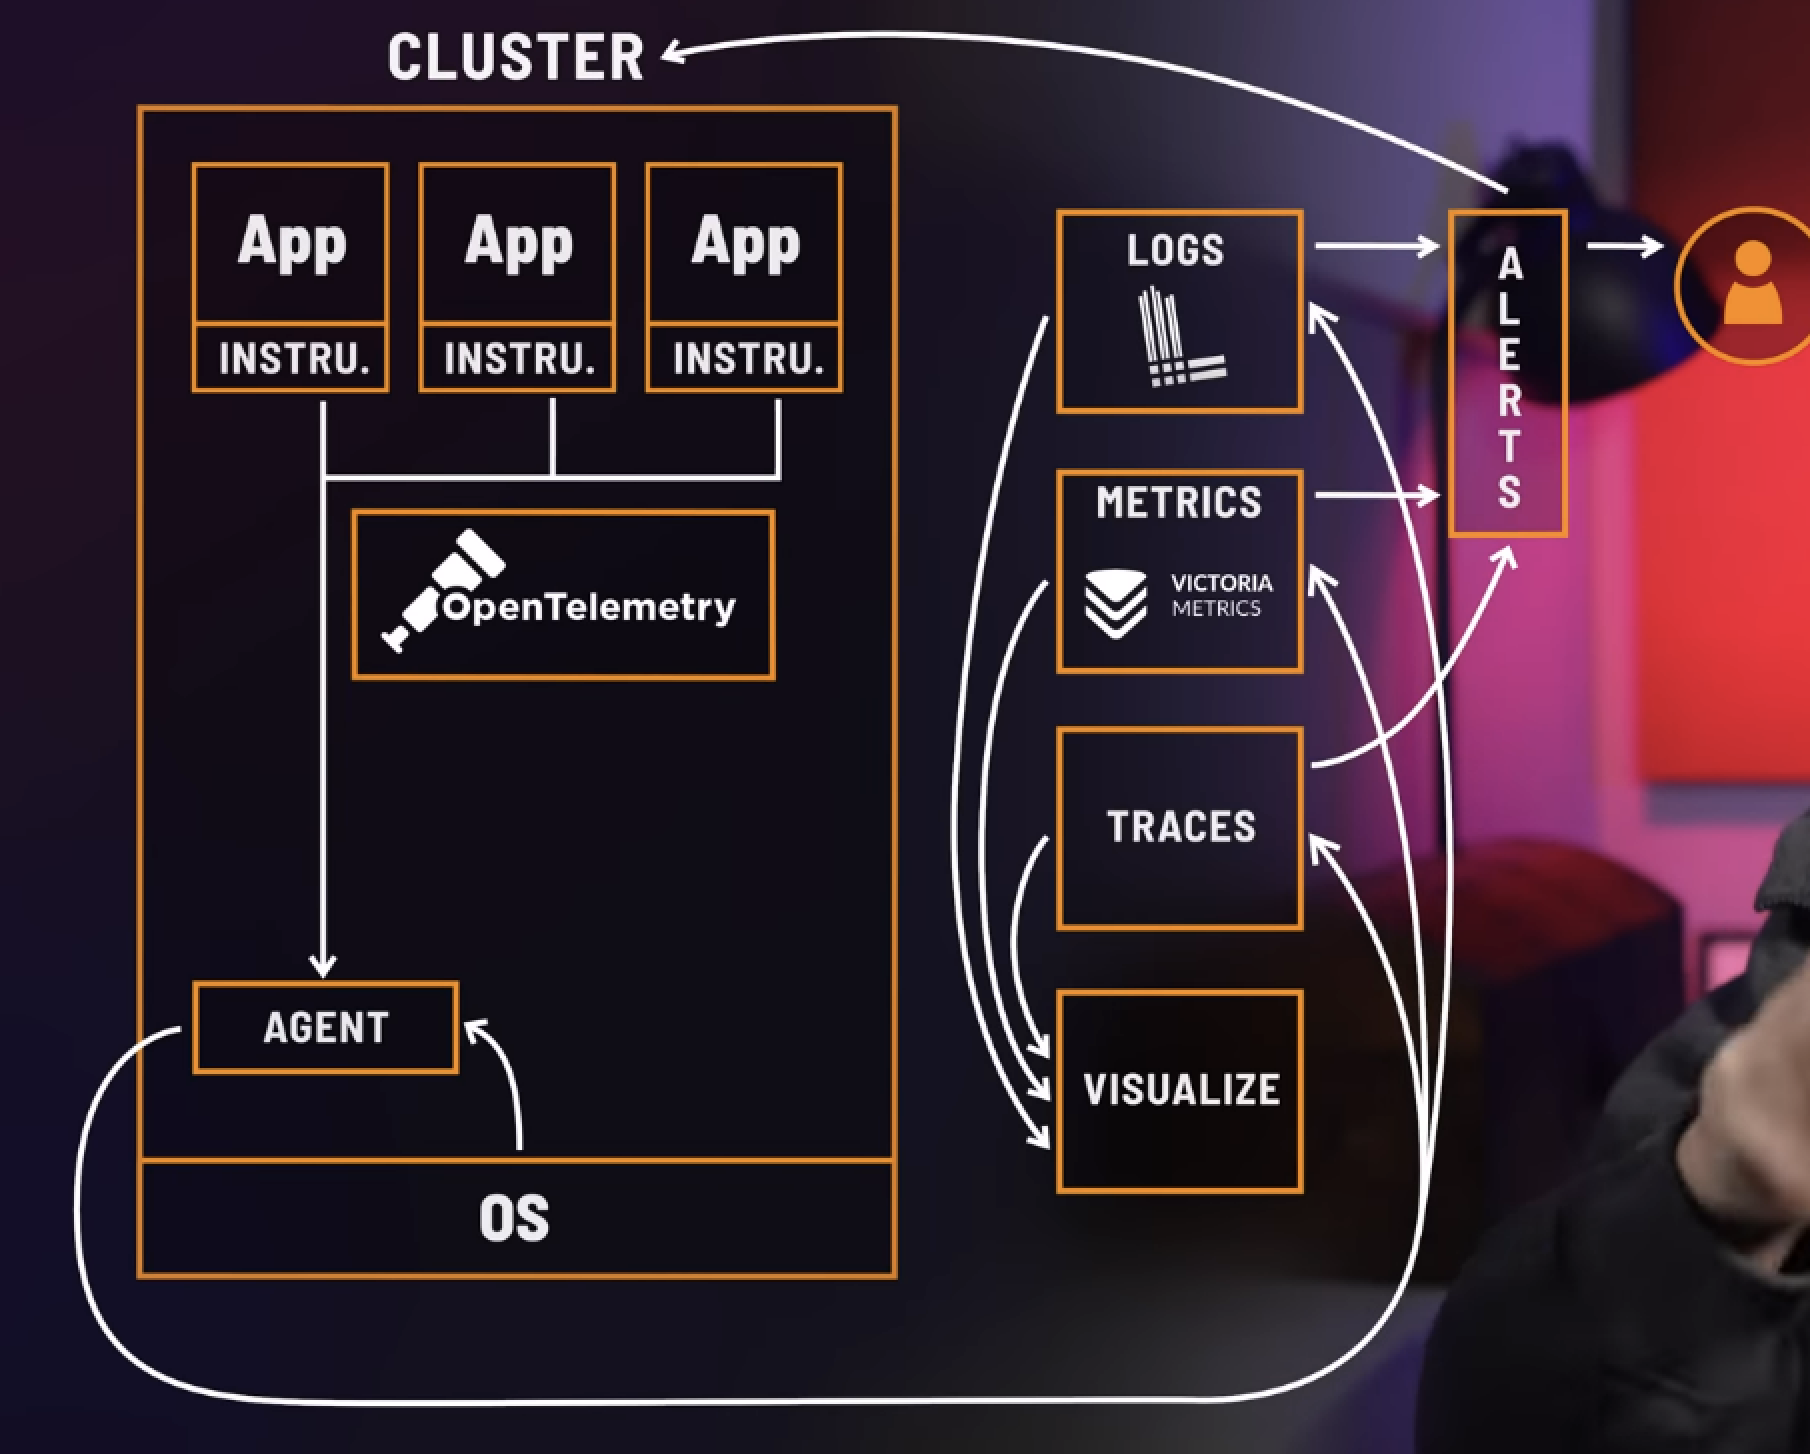 CLUSTER
App
App
App
INSTRU.
INSTRU.
INSTRU.
OpenTelemetry
AGENT
OS
LOGS
METRICS
VICTORIA
METRICS
TRACES
VISUALIZE
ALERTS